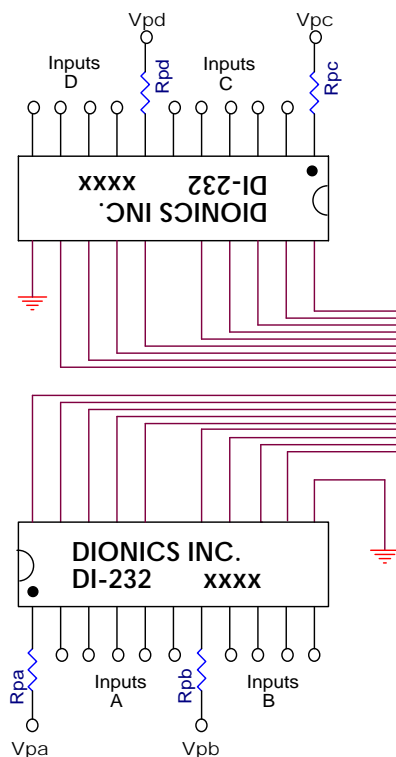 Vpd
Vpc
Inputs
D
Rpd
Inputs
C
Rpc
DIONICS INC.
DI-232 xxxx
DIONICS INC.
DI-232 xxxx
Rpa
Inputs
A
Rpb
Inputs
B
Vpa
Vpb